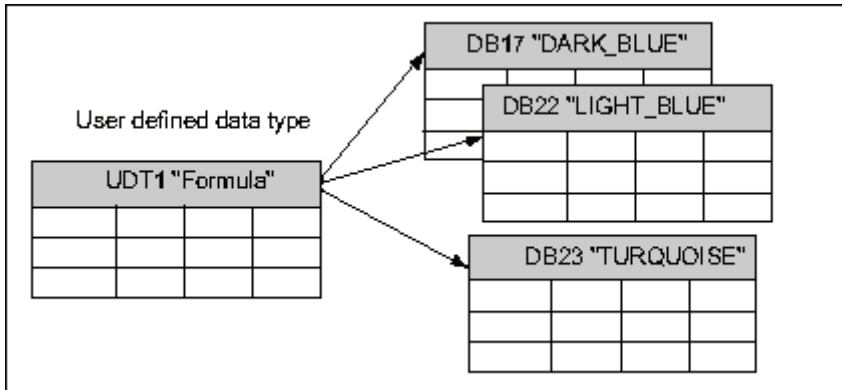 DB17 "DARK_BLUE"
DB22 "LIGHT_BLUE"
User defined data type
UDT1 "Formula"
DB23 "TURQUOISE"